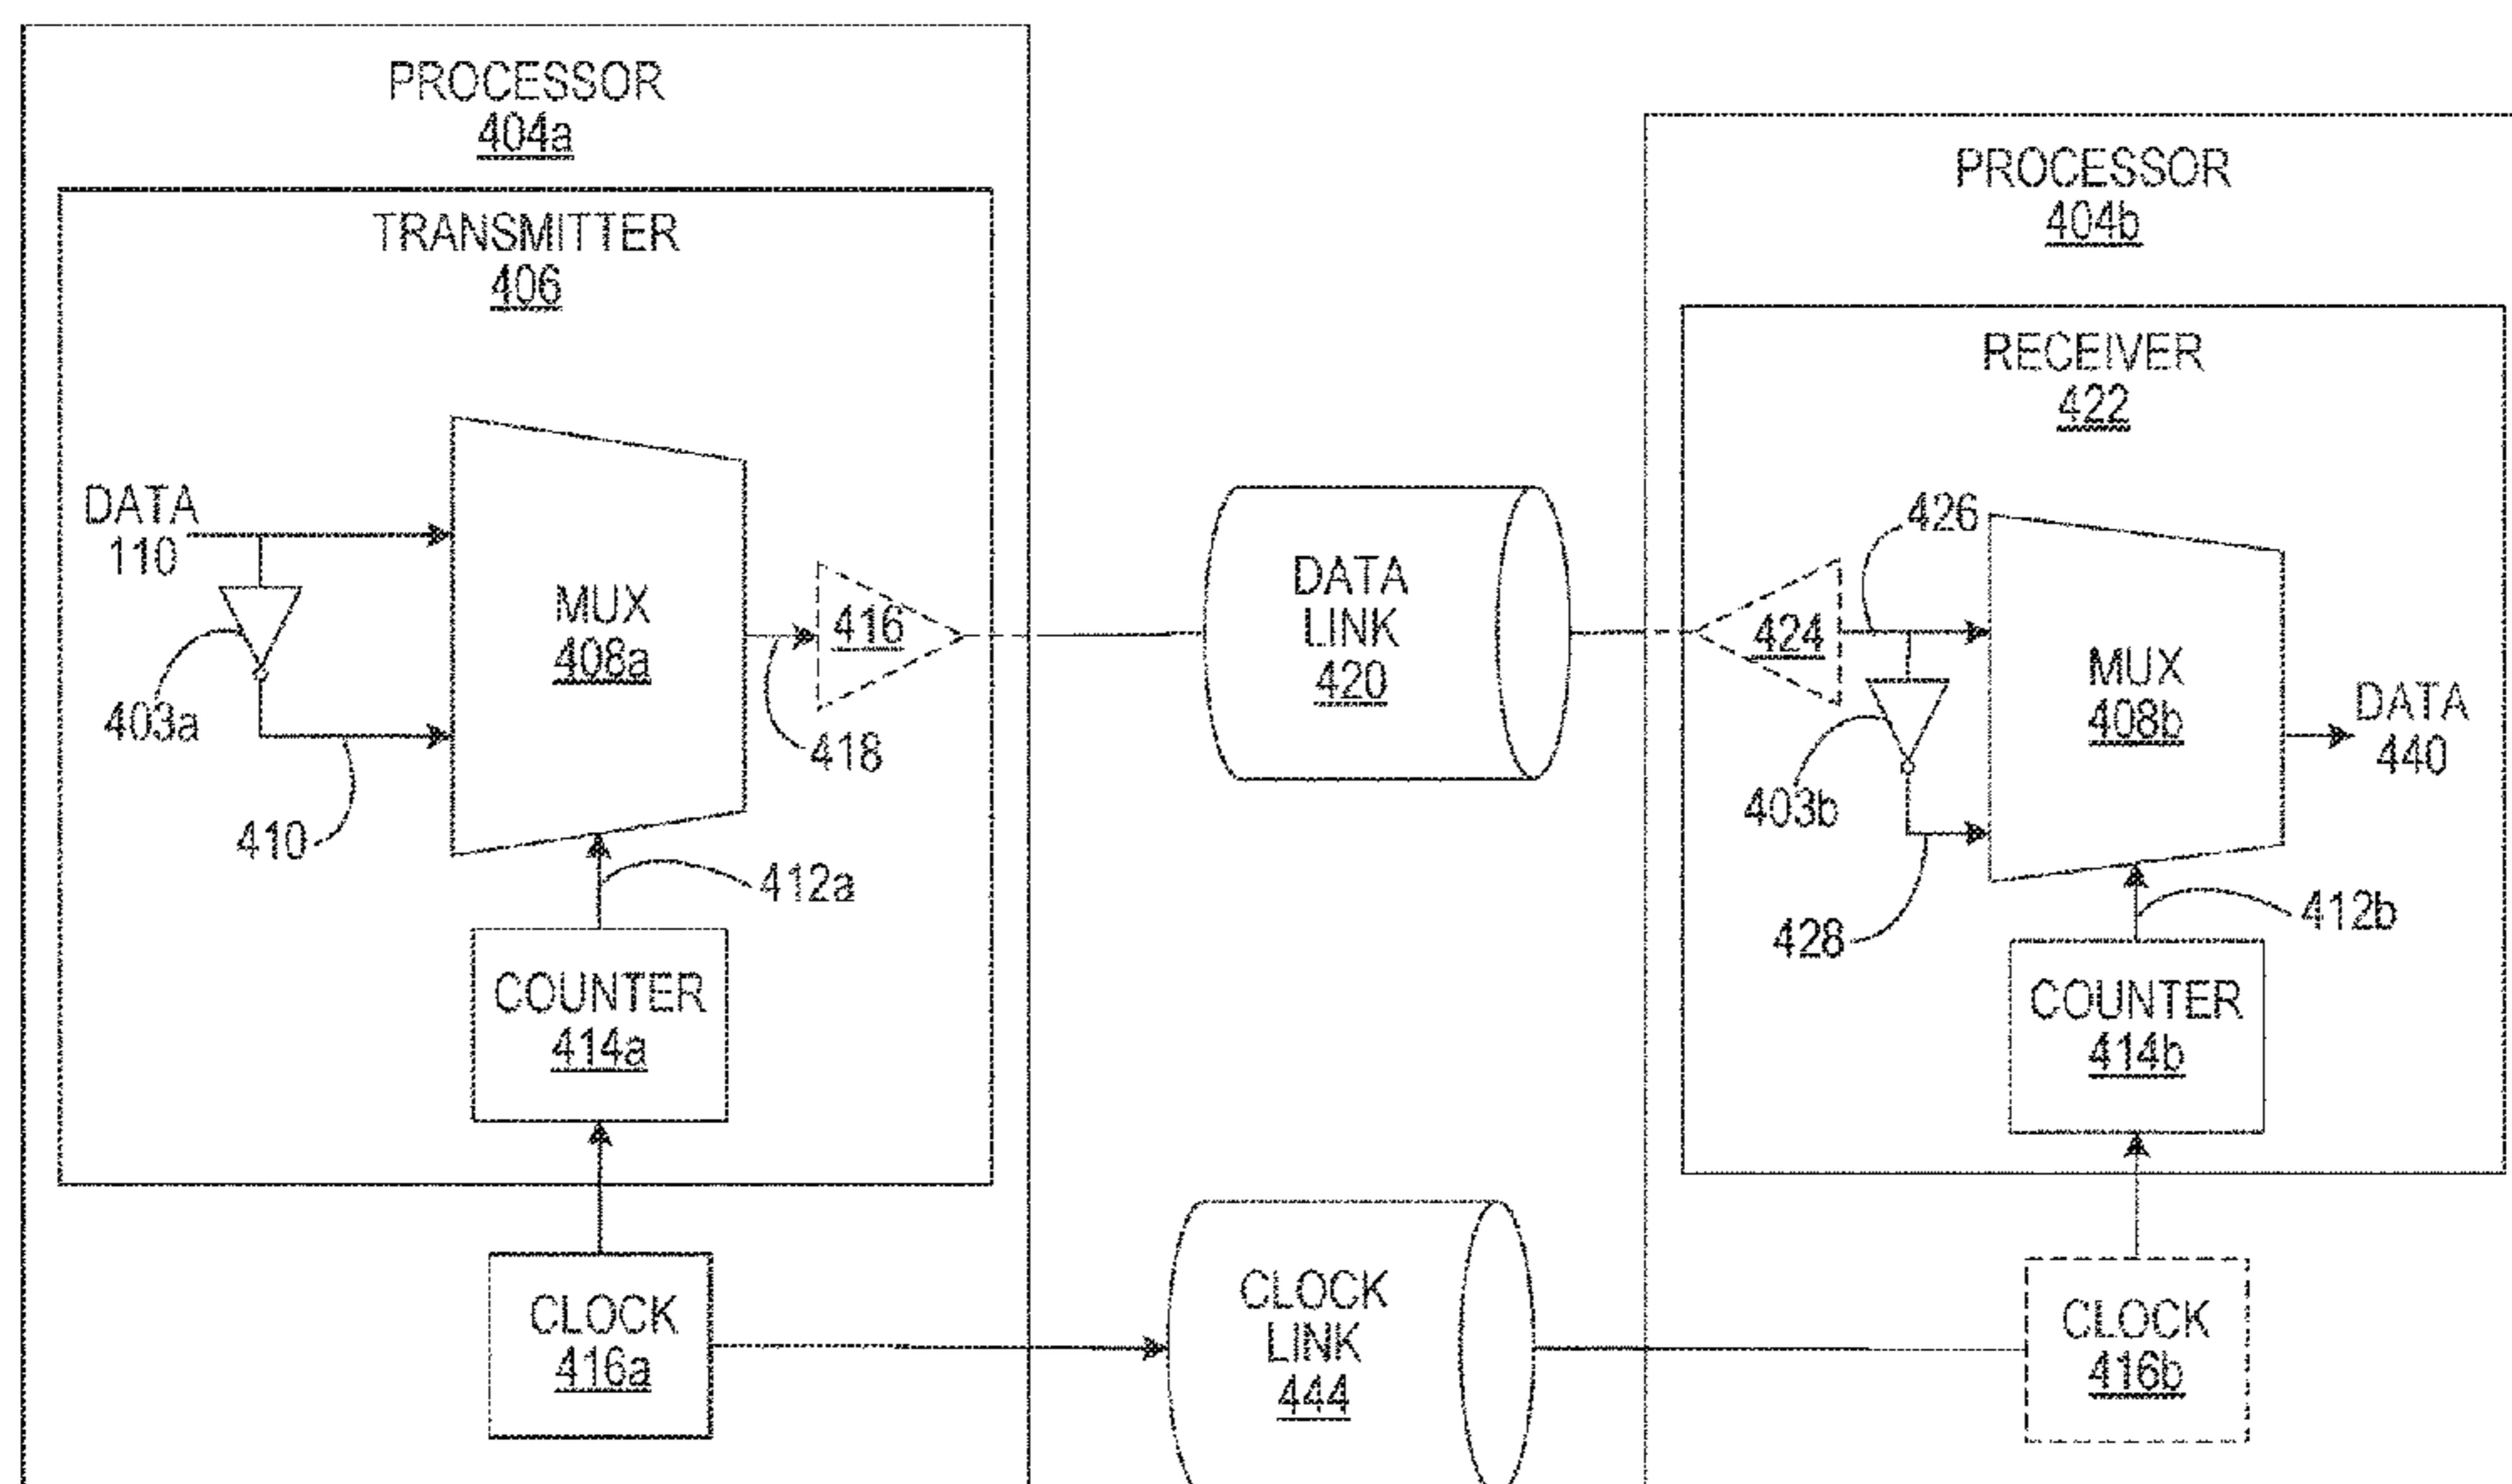 PROCESSOR
404a
TRANSMITTER
406
DATA
110
403a
410
MUX
408a
416
418
412a
COUNTER
414a
CLOCK
416a
DATA
LINK
420
CLOCK
LINK
444
PROCESSOR
404b
RECEIVER
422
424
426
403b
428
MUX
408b
DATA
440
412b
COUNTER
414b
CLOCK
416b